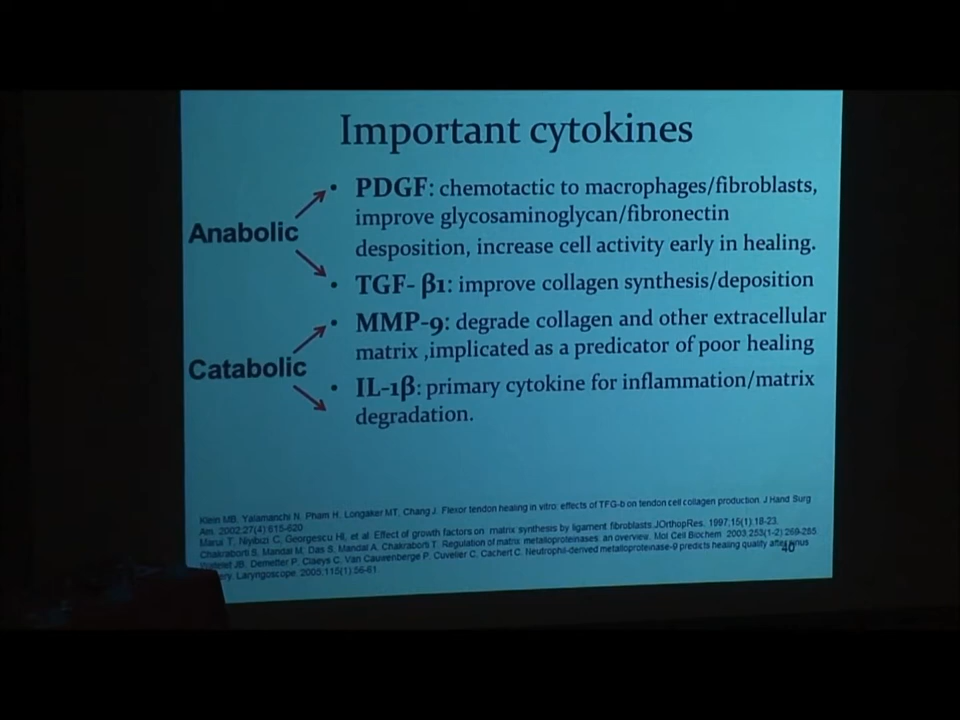 Important cytokines
Anabolic
• PDGF: chemotactic to macrophages/fibroblasts,
improve glycosaminoglycan/fibronectin
desposition, increase cell activity early in healing.
• TGF- β1: improve collagen synthesis/deposition
Catabolic
• MMP-9: degrade collagen and other extracellular
matrix ,implicated as a predicator of poor healing
• IL-1β: primary cytokine for inflammation/matrix
degradation.
Klein MB, Yalamanchi N, Pham H, Longaker MT, Chang J. Flexor tendon healing in vitro: effects of TFG-b on tendon cell collagen production. J Hand Surg
Am. 2002;27(4):615-620
T, Niyibizi C, Georgescu HI, et al. Effect of growth factors on matrix synthesis by ligament fibroblasts.JOrthopRes. 1997;15(1):18-23.
Chakraborti S, Mandal M, Das S, Mandal A, Chakraborti T. Regulation of matrix metalloproteinases: an overview. Mol Cell Biochem. 2003;253(1-2):269-285
JB, Demetter P, Claeys C, Van Cauwenberge P, Cuvelier C, Bachert C. Neutrophil-derived metalloproteinase-9 predicts healing quality after
Laryngoscope. 2005;115(1):56-61
40